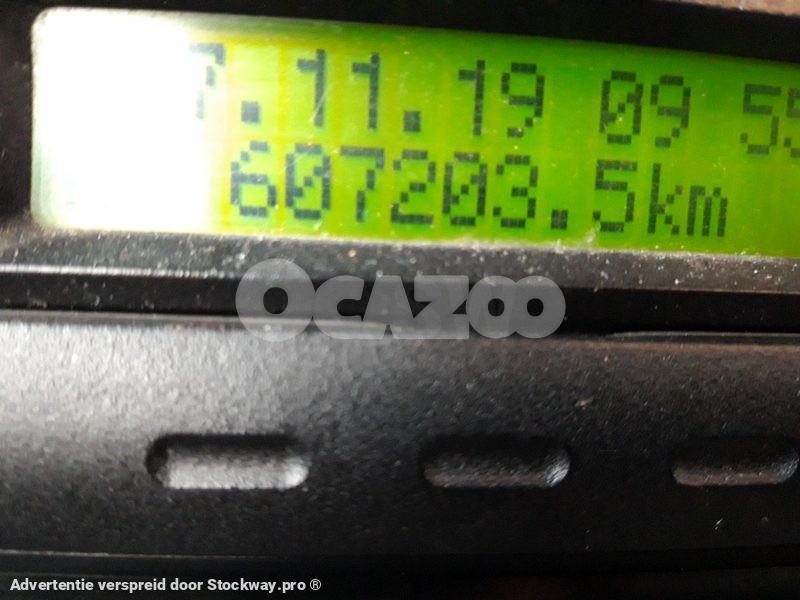 7.11.19 09 55
607203.5km
OCAZOO
Advertentie verspreid door Stockway.pro ®